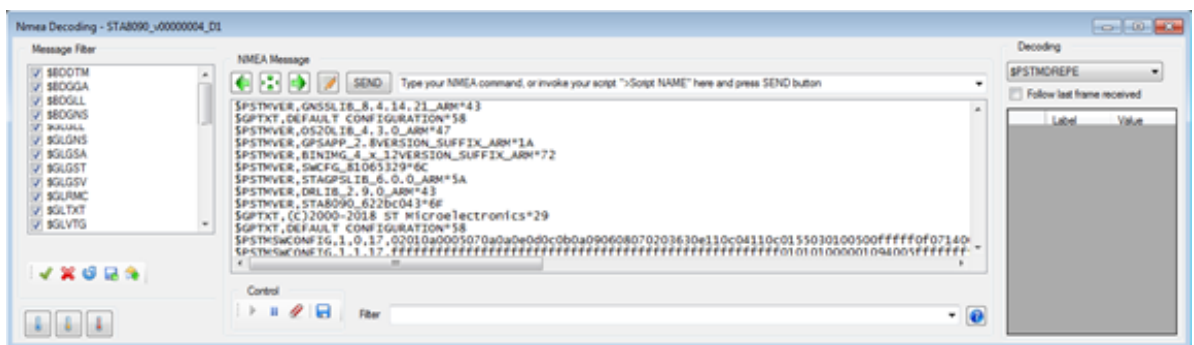 Nmea Decoding - STA8090_v00000004_D1
Message Filter
$BDDTM
$BDGGA
$BDGLL
$BDGNS
$GLGLL
$GLGNS
$GLGSA
$GLGST
$GLGSV
$GLRMC
$GLTXT
$GLVTG
NMEA Message
SEND
Type your NMEA command, or invoke your script ">Script NAME" here and press SEND button
$PSTMVER,GNSSLIB_8.4.14.21_ARM*43
$GPTXT,DEFAULT CONFIGURATION*58
$PSTMVER,OS20LIB_4.3.0_ARM*47
$PSTMVER,GPSAPP_2.8VERSION_SUFFIX_ARM*1A
$PSTMVER,BINIMG_4_x_12VERSION_SUFFIX_ARM*72
$PSTMVER,SWCFG_81065329*6C
$PSTMVER,STAGPSLIB_6.0.0_ARM*5A
$PSTMVER,DRLIB_2.9.0_ARM*43
$PSTMVER,STA8090_622bc043*6F
$GPTXT,(C)2000-2018 ST Microelectronics*29
$GPTXT,DEFAULT CONFIGURATION*58
Control
Filter
Decoding
$PSTMDREPE
Follow last frame received
Label Value